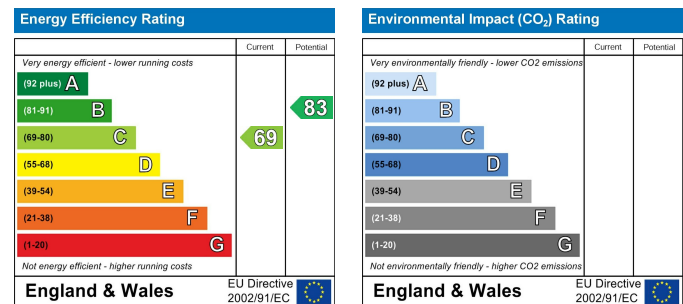 Energy Efficiency Rating
Current Potential
Very energy efficient - lower running costs
(92 plus) A
(81-91) B
83
(69-80) C
69
(55-68) D
(39-54) E
(21-38) F
(1-20) G
Not energy efficient - higher running costs
England & Wales
EU Directive
2002/91/EC
Environmental Impact (CO₂) Rating
Current Potential
Very environmentally friendly - lower CO2 emissions
(92 plus) A
(81-91) B
(69-80) C
(55-68) D
(39-54) E
(21-38) F
(1-20) G
Not environmentally friendly - higher CO2 emissions
England & Wales
EU Directive
2002/91/EC